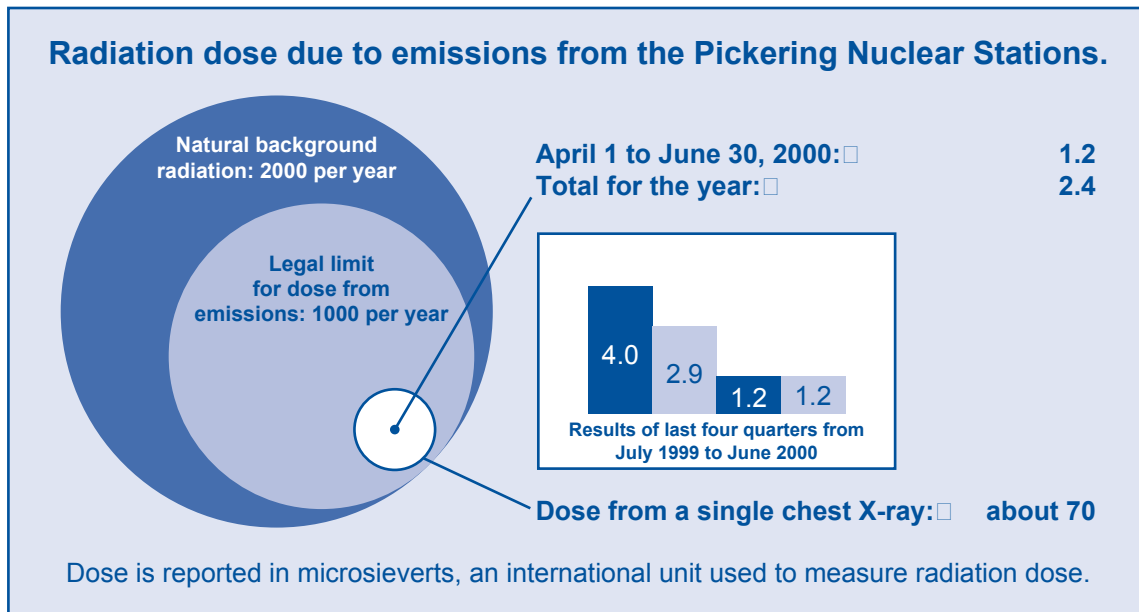 Radiation dose due to emissions from the Pickering Nuclear Stations.
Natural background
radiation: 2000 per year
Legal limit
for dose from
emissions: 1000 per year
April 1 to June 30, 2000:□ 1.2
Total for the year:□ 2.4
4.0
2.9
1.2
1.2
Results of last four quarters from
July 1999 to June 2000
Dose from a single chest X-ray:□ about 70
Dose is reported in microsieverts, an international unit used to measure radiation dose.